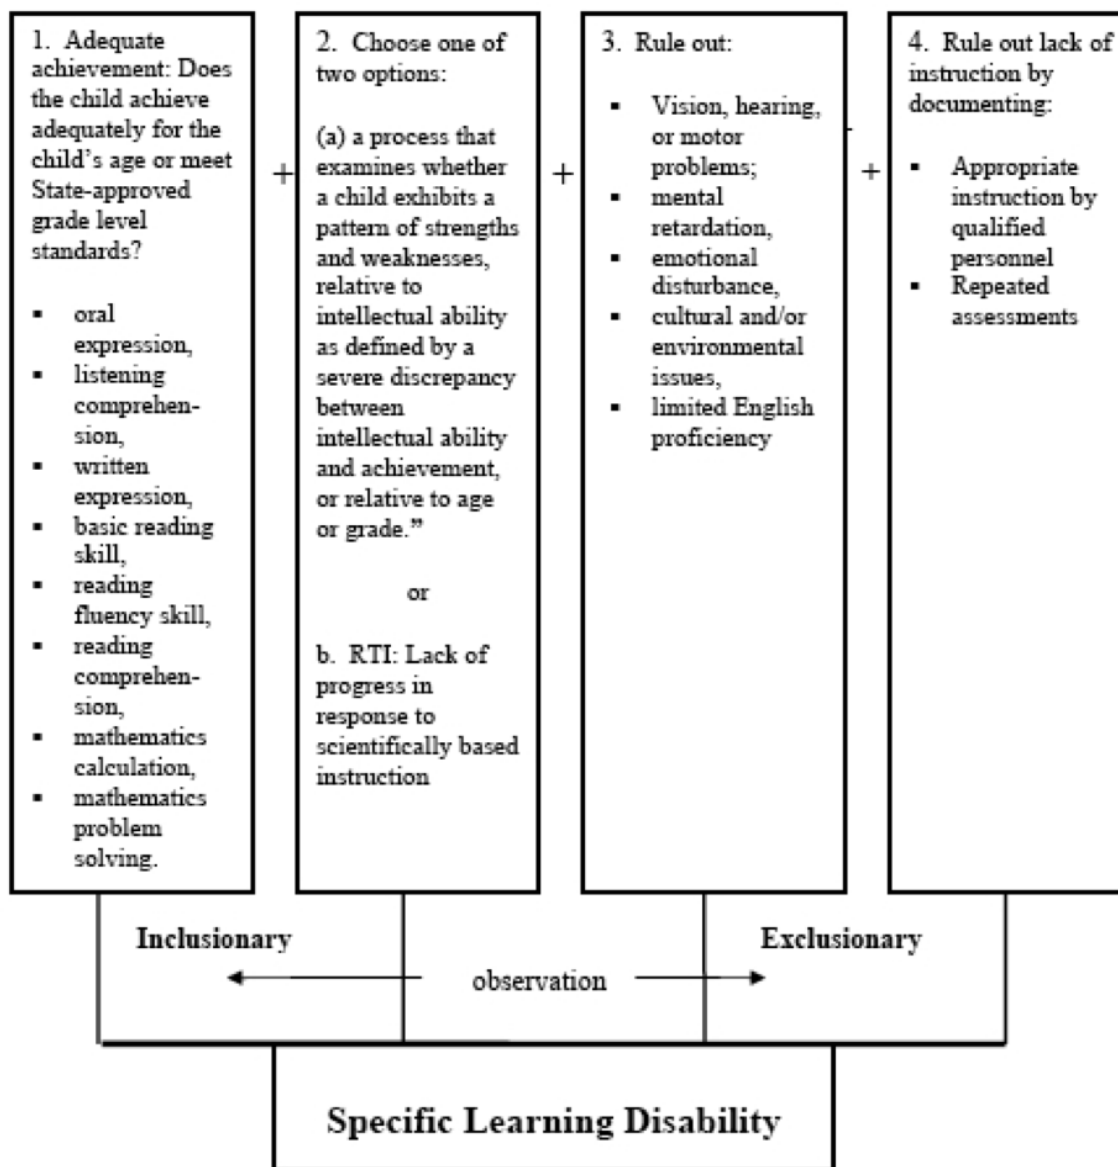 1. Adequate
achievement: Does
the child achieve
adequately for the
child's age or meet
State-approved
grade level
standards?
▪ oral
expression,
▪ listening
comprehen-
sion,
▪ written
expression,
▪ basic reading
skill,
▪ reading
fluency skill,
▪ reading
comprehen-
sion,
▪ mathematics
calculation,
▪ mathematics
problem
solving.
+
2. Choose one of
two options:
(a) a process that
examines whether
a child exhibits a
pattern of strengths
and weaknesses,
relative to
intellectual ability
as defined by a
severe discrepancy
between
intellectual ability
and achievement,
or relative to age
or grade.”
or
b. RTI: Lack of
progress in
response to
scientifically based
instruction
+
3. Rule out:
▪ Vision, hearing,
or motor
problems;
▪ mental
retardation,
▪ emotional
disturbance,
▪ cultural and/or
environmental
issues,
▪ limited English
proficiency
+
4. Rule out lack of
instruction by
documenting:
▪ Appropriate
instruction by
qualified
personnel
▪ Repeated
assessments
Inclusionary
Exclusionary
observation
Specific Learning Disability